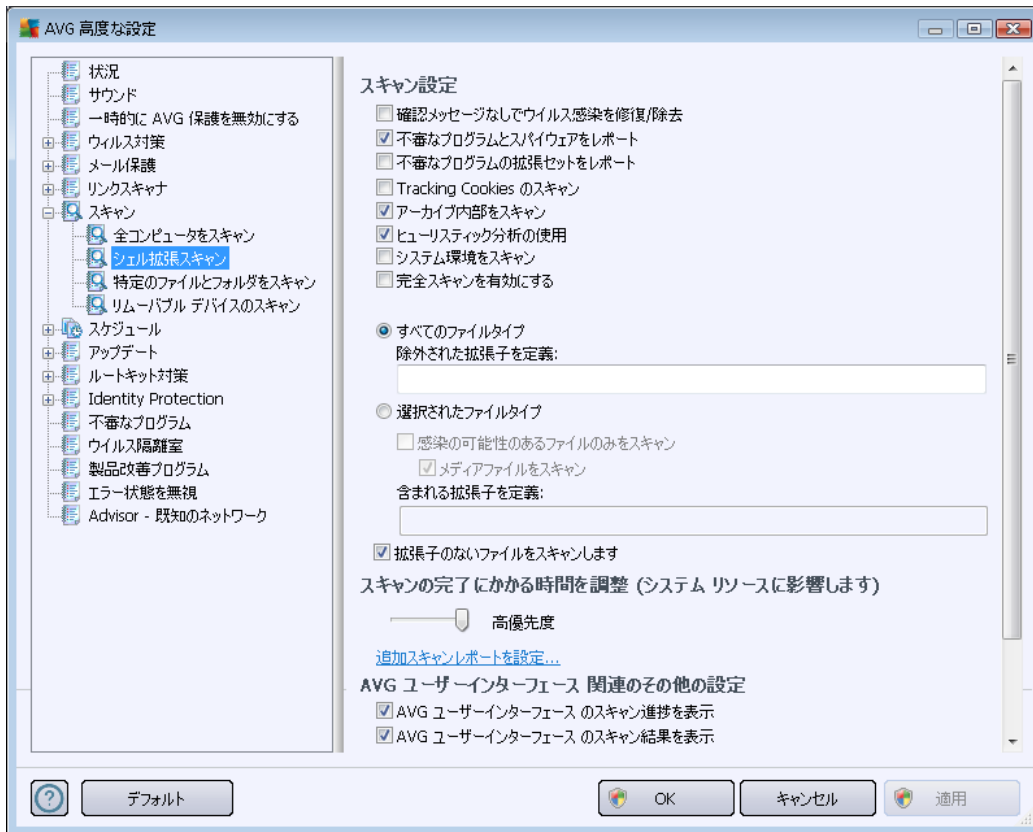 AVG 高度な設定
状況
サウンド
一時的に AVG 保護を無効にする
ウィルス対策
メール保護
リンクスキャナ
スキャン
全コンピュータをスキャン
シェル拡張スキャン
特定のファイルとフォルダをスキャン
リムーバブル デバイスのスキャン
スケジュール
アップデート
ルートキット対策
Identity Protection
不審なプログラム
ウイルス隔離室
製品改善プログラム
エラー状態を無視
Advisor - 既知のネットワーク
スキャン設定
確認メッセージなしでウイルス感染を修復/除去
不審なプログラムとスパイウェアをレポート
不審なプログラムの拡張セットをレポート
Tracking Cookies のスキャン
アーカイブ内部をスキャン
ヒューリスティック分析の使用
システム環境をスキャン
完全スキャンを有効にする
すべてのファイルタイプ
除外された拡張子を定義:
選択されたファイルタイプ
感染の可能性のあるファイルのみをスキャン
メディアファイルをスキャン
含まれる拡張子を定義:
拡張子のないファイルをスキャンします
スキャンの完了にかかる時間を調整 (システム リソースに影響します)
高優先度
追加スキャンレポートを設定...
AVG ユーザーインターフェース 関連のその他の設定
AVG ユーザーインターフェース のスキャン進捗を表示
AVG ユーザーインターフェース のスキャン結果を表示
デフォルト
OK
キャンセル
適用